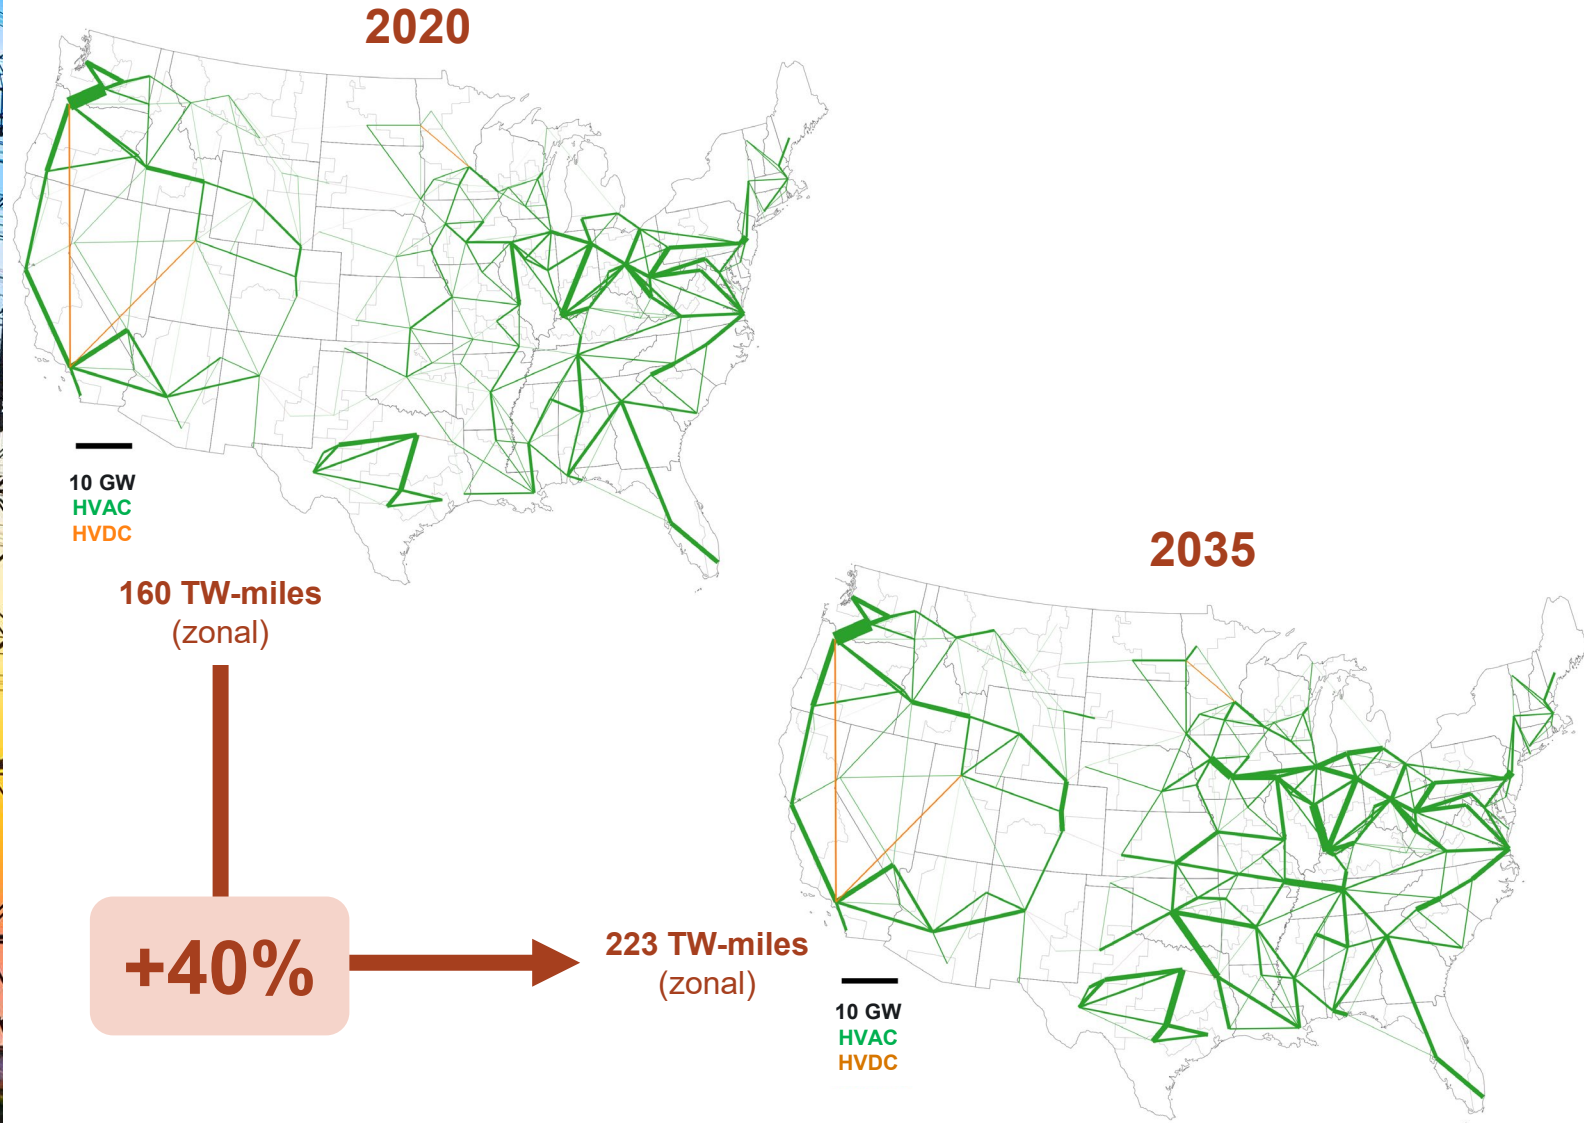 2020
10 GW
HVAC
HVDC
160 TW-miles
(zonal)
+40%
2035
223 TW-miles
(zonal)
10 GW
HVAC
HVDC